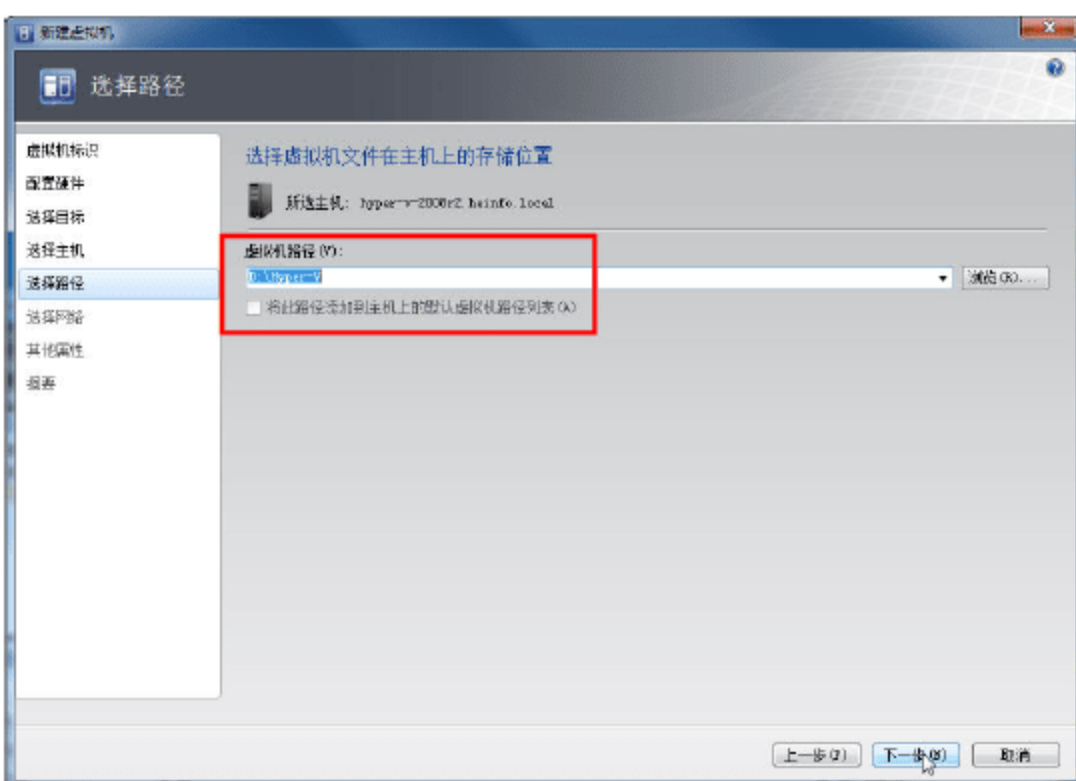 新建虚拟机
选择路径
虚拟机标识
配置硬件
选择目标
选择主机
选择路径
选择网络
其他属性
摘要
选择虚拟机文件在主机上的存储位置
所选主机: hyper-v-2008r2.heinfo.local
虚拟机路径(V):
D:\Hyper-V
浏览(R)...
将此路径添加到主机上的默认虚拟机路径列表(A)
上一步(P)
下一步(N)
取消